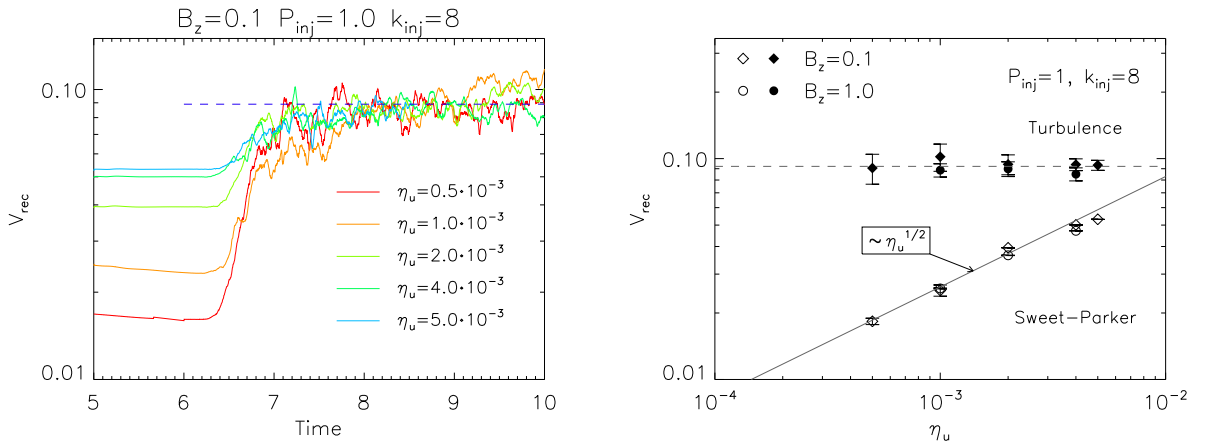 B_z=0.1 P_inj=1.0 k_inj=8
0.10
0.01
V_rec
η_u=0.5·10^-3
η_u=1.0·10^-3
η_u=2.0·10^-3
η_u=4.0·10^-3
η_u=5.0·10^-3
5 6 7 8 9 10
Time
B_z=0.1
B_z=1.0
P_inj=1, k_inj=8
Turbulence
0.10
V_rec
~η_u^1/2
Sweet−Parker
0.01
10^-4 10^-3 10^-2
η_u